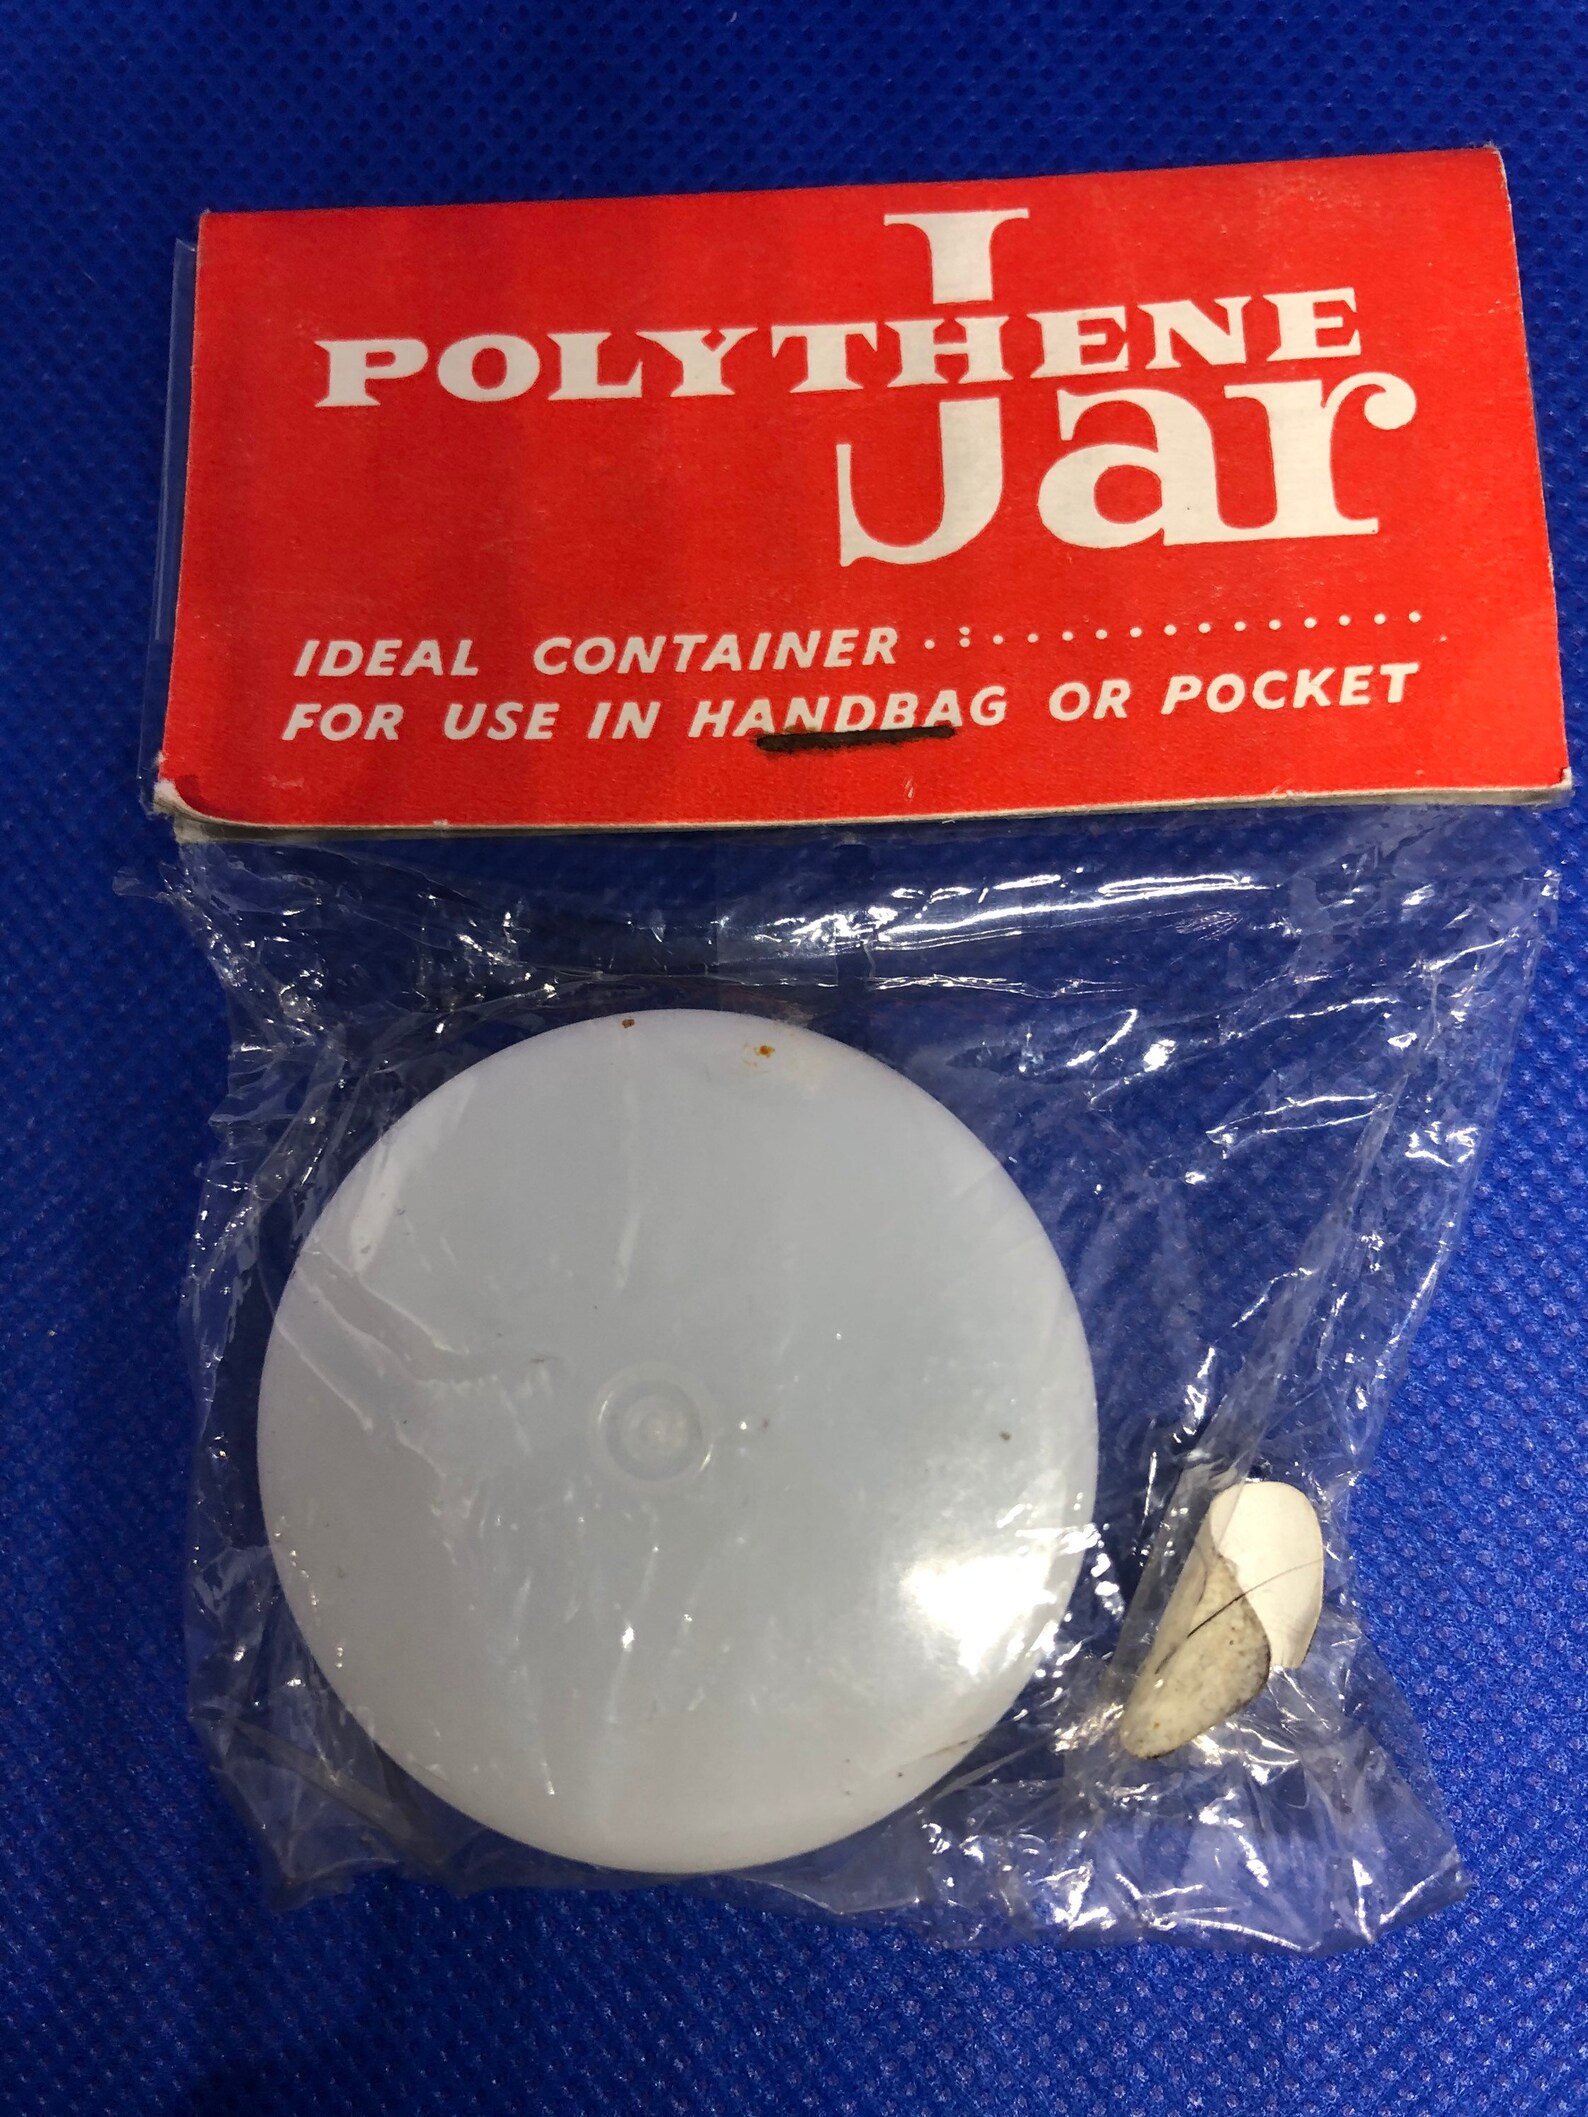 POLYTHENE
Jar
IDEAL CONTAINER . : . . . . . . . . . . . . . .
FOR USE IN HANDBAG OR POCKET